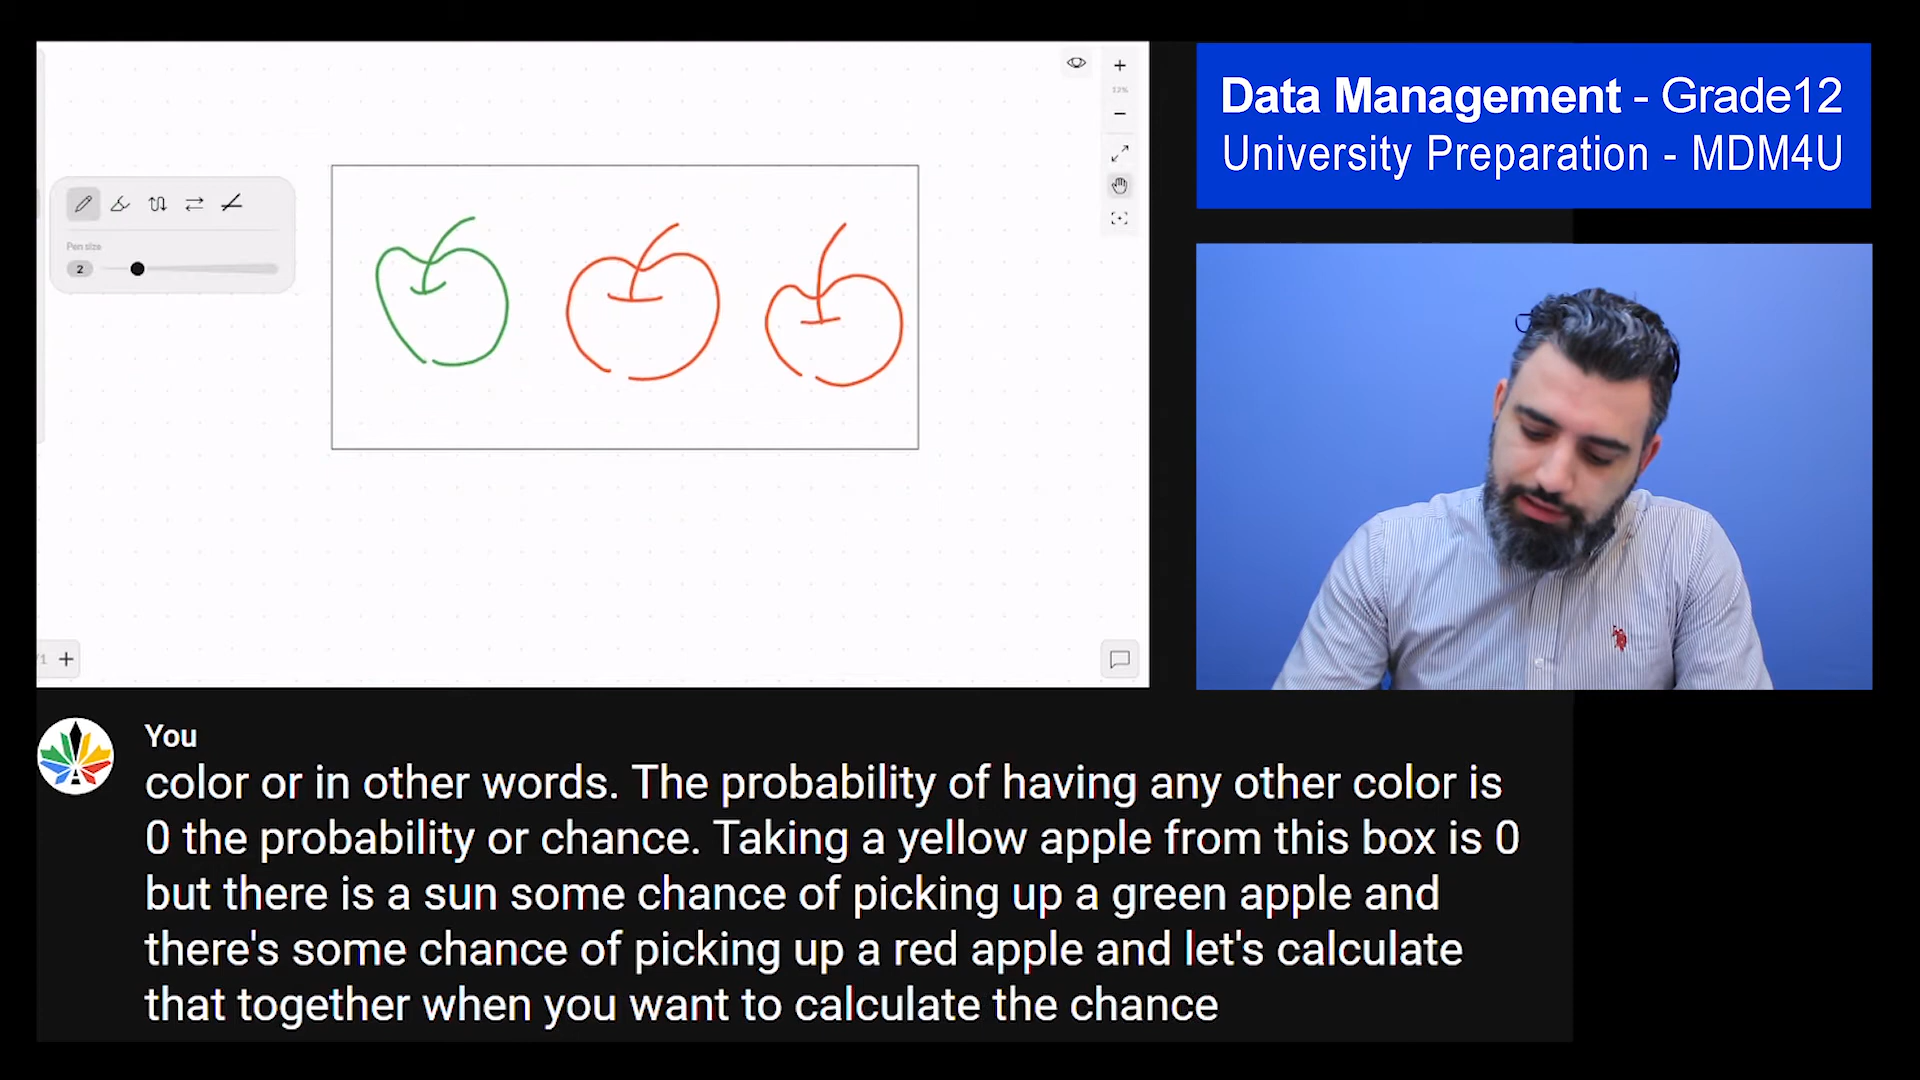 Data Management - Grade12
University Preparation - MDM4U
12%
Pen size
2
You
color or in other words. The probability of having any other color is
0 the probability or chance. Taking a yellow apple from this box is 0
but there is a sun some chance of picking up a green apple and
there's some chance of picking up a red apple and let's calculate
that together when you want to calculate the chance